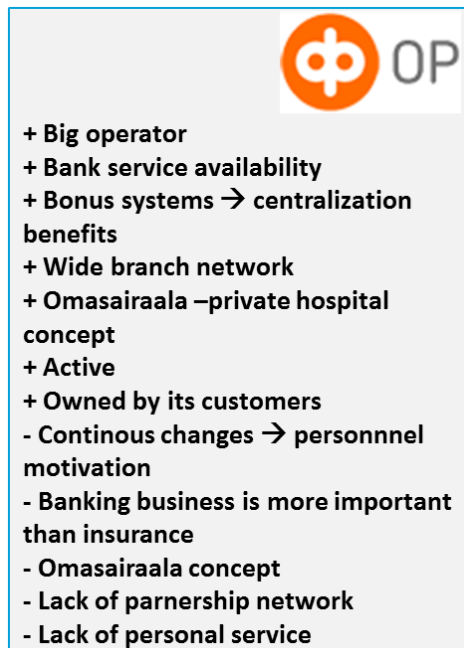 OP
+ Big operator
+ Bank service availability
+ Bonus systems → centralization
benefits
+ Wide branch network
+ Omasairaala –private hospital
concept
+ Active
+ Owned by its customers
- Continous changes → personnnel
motivation
- Banking business is more important
than insurance
- Omasairaala concept
- Lack of parnership network
- Lack of personal service